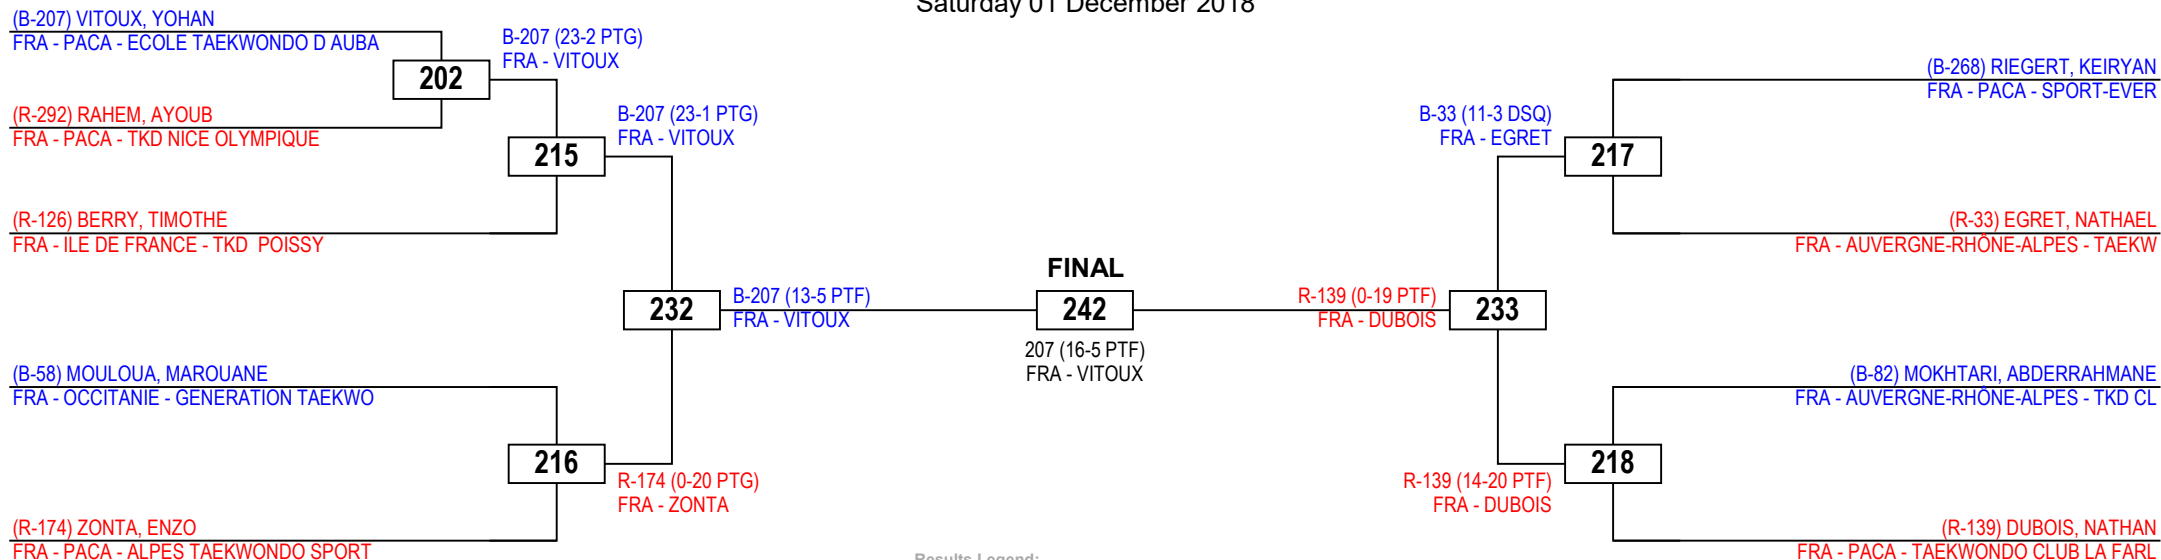 Saturday 01 December 2018
(B-207) VITOUX, YOHAN
FRA - PACA - ECOLE TAEKWONDO D AUBA
202
B-207 (23-2 PTG)
FRA - VITOUX
(R-292) RAHEM, AYOUB
FRA - PACA - TKD NICE OLYMPIQUE
215
B-207 (23-1 PTG)
FRA - VITOUX
(R-126) BERRY, TIMOTHÉ
FRA - ILE DE FRANCE - TKD POISSY
232
B-207 (13-5 PTF)
FRA - VITOUX
(B-58) MOULOUA, MAROUANE
FRA - OCCITANIE - GENERATION TAEKWO
216
R-174 (0-20 PTG)
FRA - ZONTA
(R-174) ZONTA, ENZO
FRA - PACA - ALPES TAEKWONDO SPORT
FINAL
242
207 (16-5 PTF)
FRA - VITOUX
(B-268) RIEGERT, KEIRYAN
FRA - PACA - SPORT-EVER
B-33 (11-3 DSQ)
FRA - EGRET
217
(R-33) EGRET, NATHAEL
FRA - AUVERGNE-RHÔNE-ALPES - TAEKW
R-139 (0-19 PTF)
FRA - DUBOIS
233
(B-82) MOKHTARI, ABDERRAHMANE
FRA - AUVERGNE-RHÔNE-ALPES - TKD CL
218
R-139 (14-20 PTF)
FRA - DUBOIS
(R-139) DUBOIS, NATHAN
FRA - PACA - TAEKWONDO CLUB LA FARL
Results Legend: